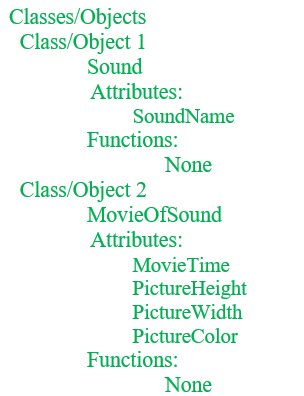 Classes/Objects
Class/Object 1
Sound
Attributes:
SoundName
Functions:
None
Class/Object 2
MovieOfSound
Attributes:
MovieTime
PictureHeight
PictureWidth
PictureColor
Functions:
None